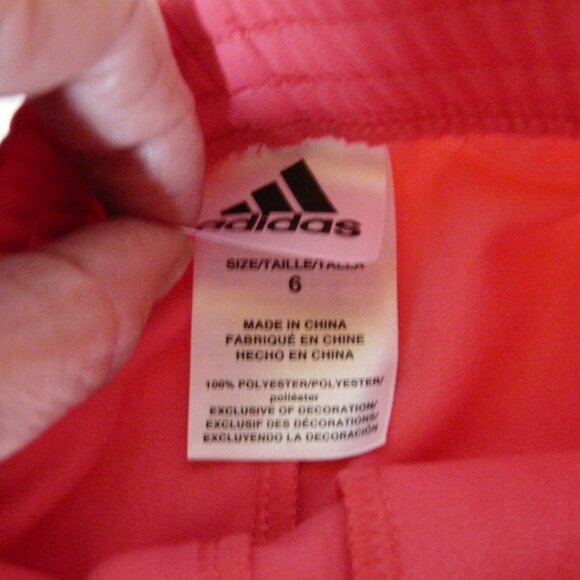 adidas
SIZE/TAILLE/TALLA
6
MADE IN CHINA
FABRIQUÉ EN CHINE
HECHO EN CHINA
100% POLYESTER/POLYESTER/
poliéster
EXCLUSIVE OF DECORATION/
EXCLUSIF DES DÉCORATIONS/
EXCLUYENDO LA DECORACIÓN